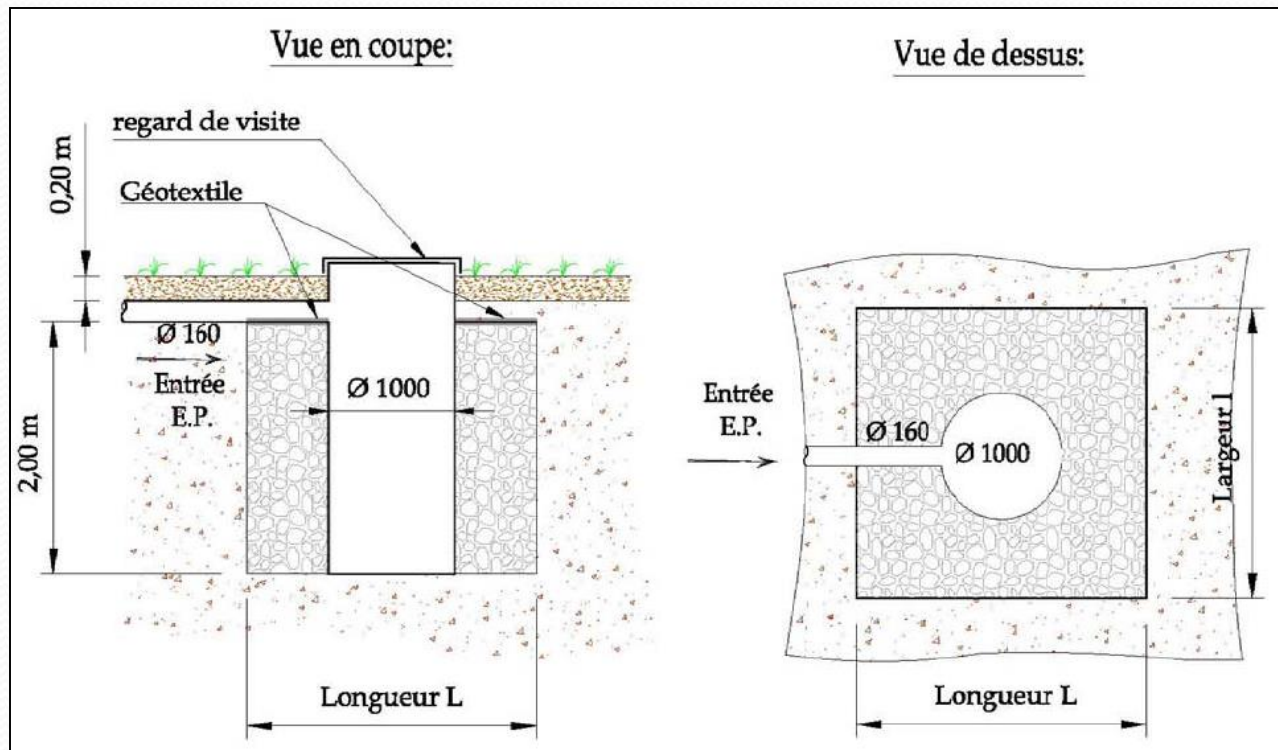 Vue en coupe:
regard de visite
0,20 m
Géotextile
Ø 160
Entrée
E.P.
Ø 1000
2,00 m
Longueur L
Vue de dessus:
Entrée
E.P.
Ø 160
Ø 1000
Largeur l
Longueur L